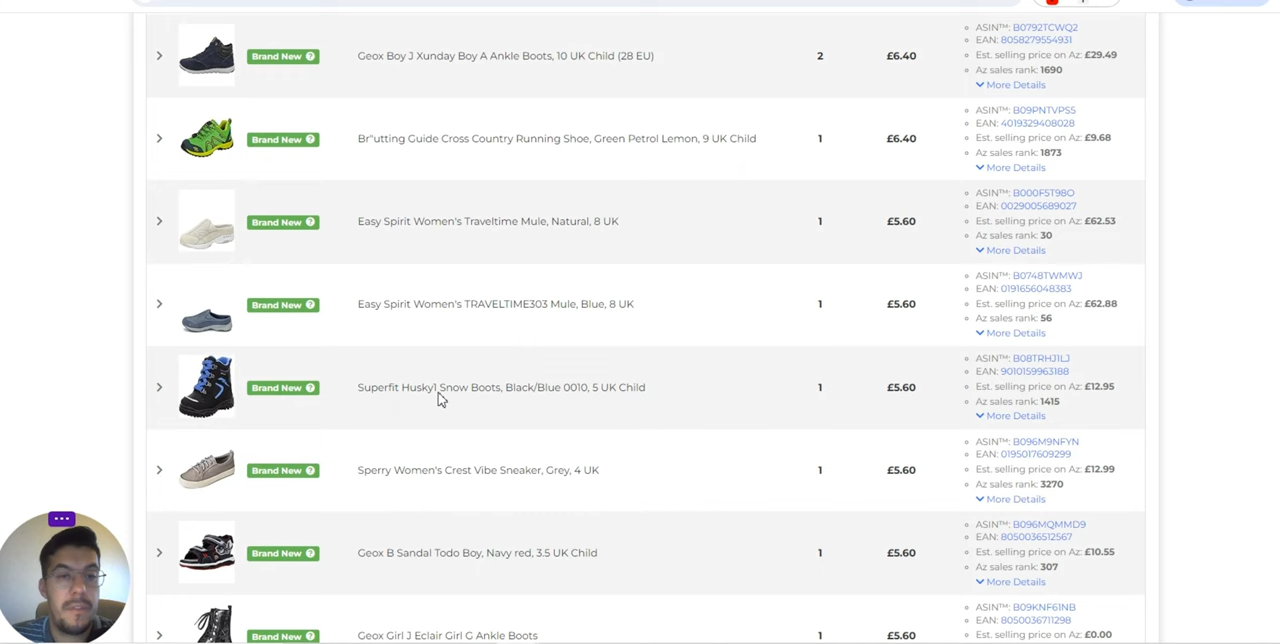 ASIN™: B0792TCWQ2
Brand New ?
Geox Boy J Xunday Boy A Ankle Boots, 10 UK Child (28 EU)
2
£6.40
EAN: 8058279554931
Est. selling price on Az: £29.49
Az sales rank: 1690
More Details
Brand New ?
Br"utting Guide Cross Country Running Shoe, Green Petrol Lemon, 9 UK Child
1
£6.40
ASIN™: B09PNTVPS5
EAN: 4019329408028
Est. selling price on Az: £9.68
Az sales rank: 1873
More Details
Brand New ?
Easy Spirit Women's Traveltime Mule, Natural, 8 UK
1
£5.60
ASIN™: B000F5T98O
EAN: 0029005689027
Est. selling price on Az: £62.53
Az sales rank: 30
More Details
Brand New ?
Easy Spirit Women's TRAVELTIME303 Mule, Blue, 8 UK
1
£5.60
ASIN™: B0748TWMWJ
EAN: 0191656048383
Est. selling price on Az: £62.88
Az sales rank: 56
More Details
Brand New ?
Superfit Husky1 Snow Boots, Black/Blue 0010, 5 UK Child
1
£5.60
ASIN™: B08TRHJ1LJ
EAN: 9010159963188
Est. selling price on Az: £12.95
Az sales rank: 1415
More Details
Brand New ?
Sperry Women's Crest Vibe Sneaker, Grey, 4 UK
1
£5.60
ASIN™: B096M9NFYN
EAN: 0195017609299
Est. selling price on Az: £12.99
Az sales rank: 3270
More Details
Brand New ?
Geox B Sandal Todo Boy, Navy red, 3.5 UK Child
1
£5.60
ASIN™: B096MQMMD9
EAN: 8050036512567
Est. selling price on Az: £10.55
Az sales rank: 307
More Details
Brand New ?
Geox Girl J Eclair Girl G Ankle Boots
1
£5.60
ASIN™: B09KNF61NB
EAN: 8050036711298
Est. selling price on Az: £0.00